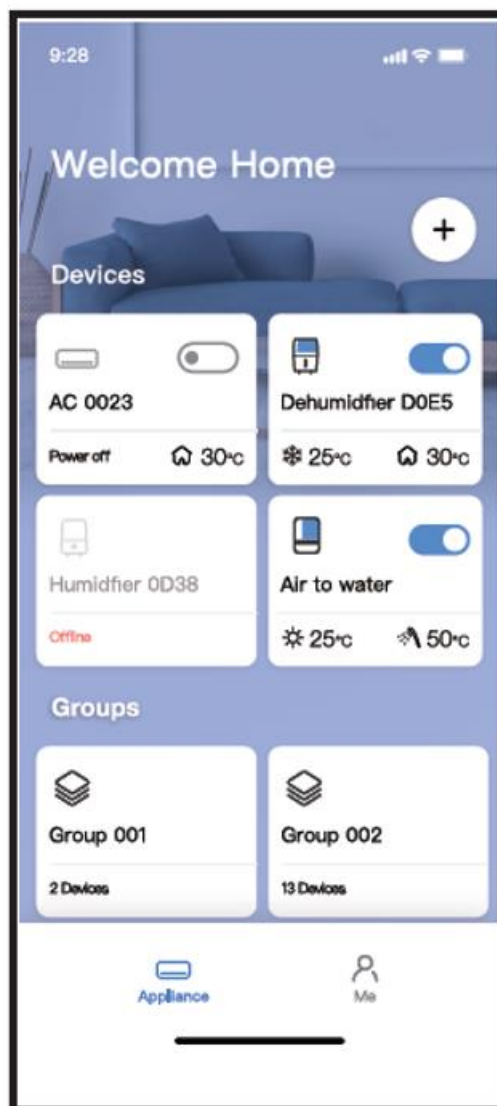 9:28
Welcome Home
+
Devices
AC 0023
Power off 30°c
Dehumidfier D0E5
25°c 30°c
Humidfier 0D38
Offline
Air to water
25°c 50°c
Groups
Group 001
2 Devices
Group 002
13 Devices
Appliance
Me